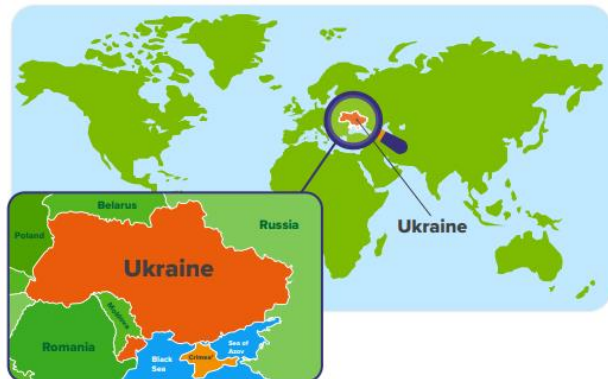 Ukraine
Belarus
Poland
Russia
Ukraine
Moldova
Romania
Black
Sea
Crimea*
Sea of
Azov